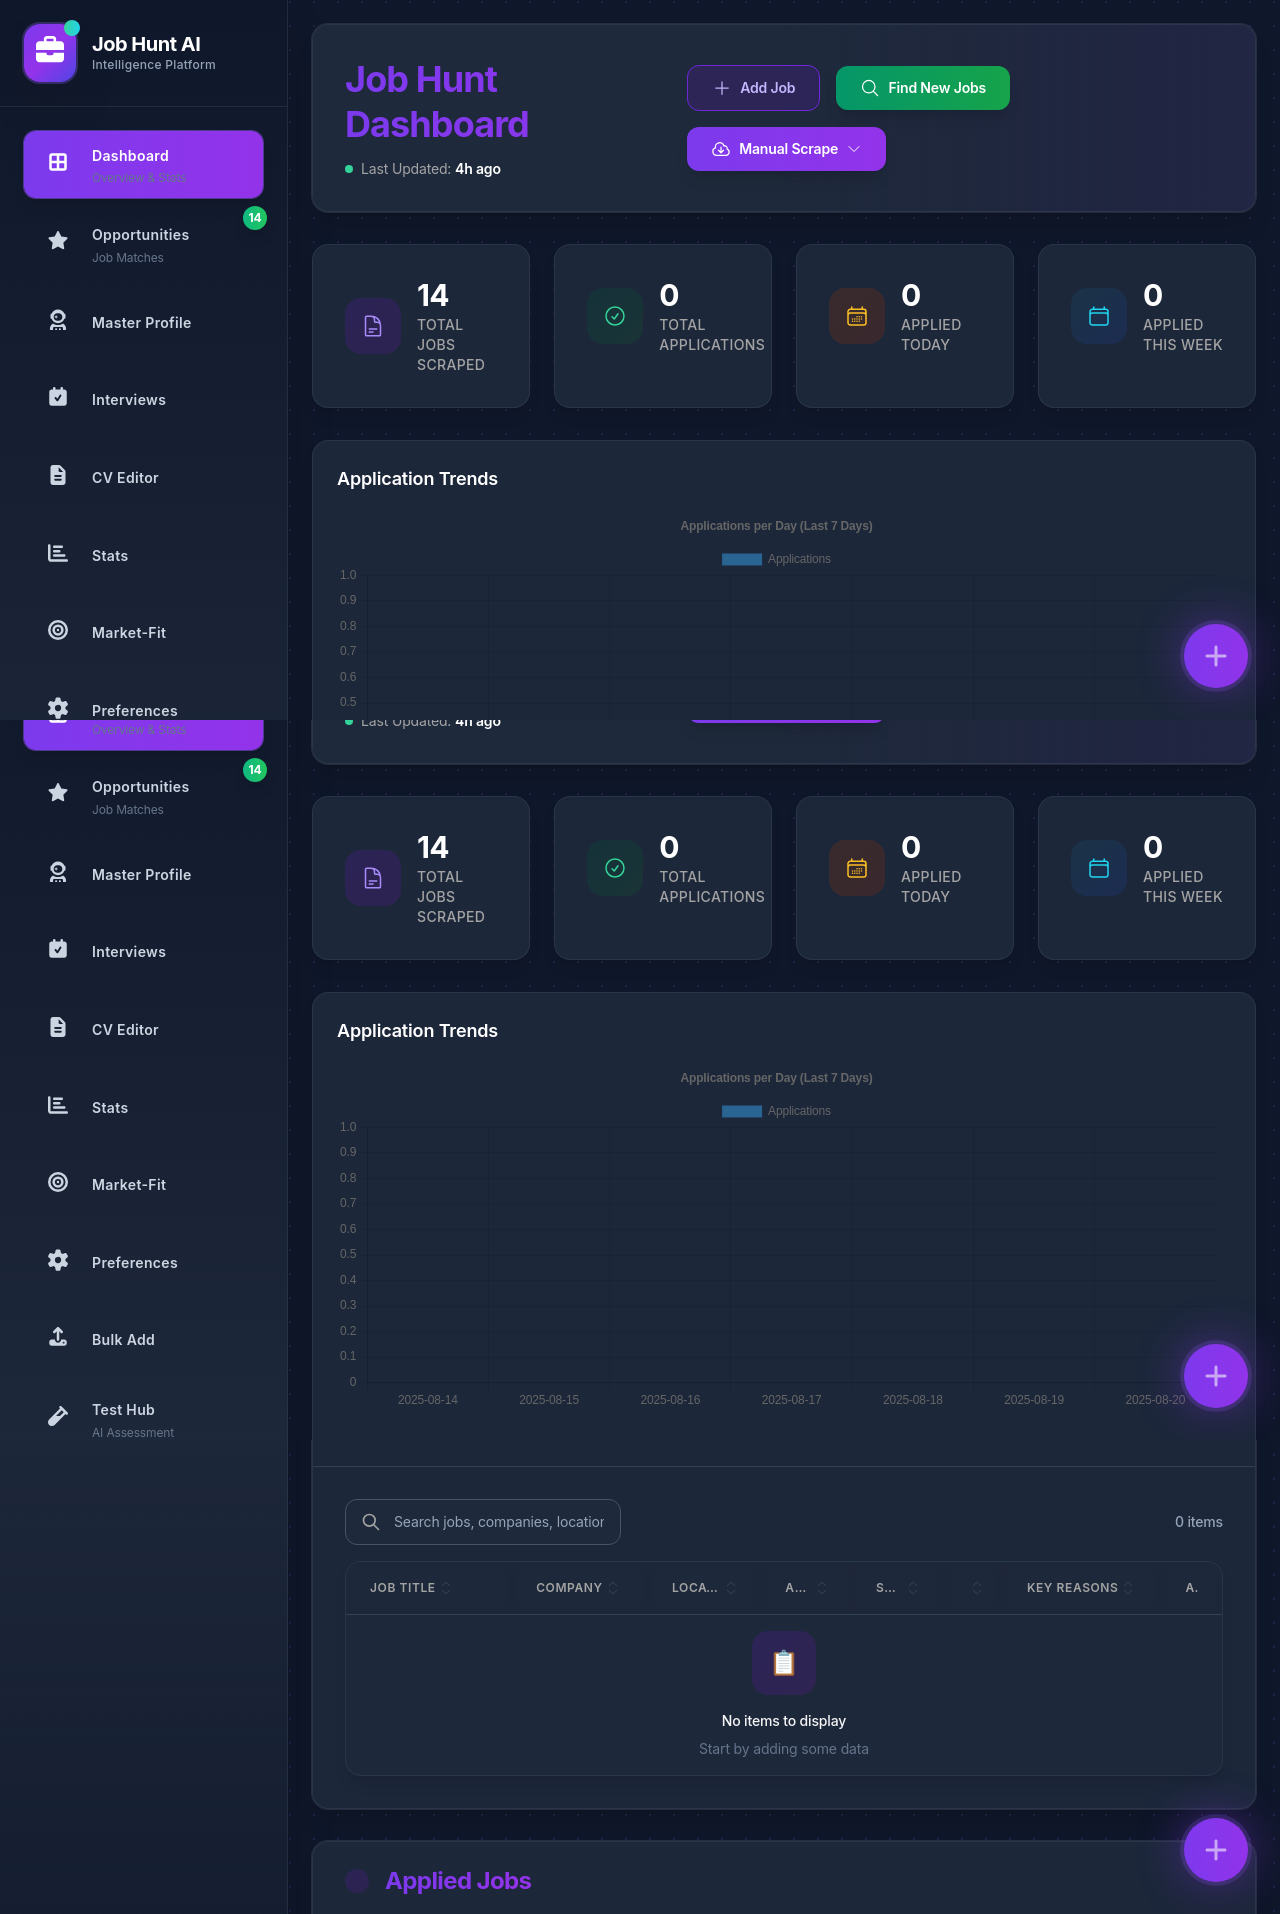 Job Hunt AI
Intelligence Platform
Dashboard
Overview & Stats
14
Opportunities
Job Matches
Master Profile
Interviews
CV Editor
Stats
Market-Fit
Preferences
Overview & Stats
14
Opportunities
Job Matches
Master Profile
Interviews
CV Editor
Stats
Market-Fit
Preferences
Bulk Add
Test Hub
AI Assessment
Job Hunt
Dashboard
Last Updated: 4h ago
Add Job
Find New Jobs
Manual Scrape
14
TOTAL
JOBS
SCRAPED
0
TOTAL
APPLICATIONS
0
APPLIED
TODAY
0
APPLIED
THIS WEEK
Application Trends
Applications per Day (Last 7 Days)
Applications
1.0
0.9
0.8
0.7
0.6
0.5
Last Updated: 4h ago
14
TOTAL
JOBS
SCRAPED
0
TOTAL
APPLICATIONS
0
APPLIED
TODAY
0
APPLIED
THIS WEEK
Application Trends
Applications per Day (Last 7 Days)
Applications
1.0
0.9
0.8
0.7
0.6
0.5
0.4
0.3
0.2
0.1
0
2025-08-14 2025-08-15 2025-08-16 2025-08-17 2025-08-18 2025-08-19 2025-08-20
Search jobs, companies, locatior
0 items
JOB TITLE COMPANY LOCA... A... S... KEY REASONS A.
No items to display
Start by adding some data
Applied Jobs